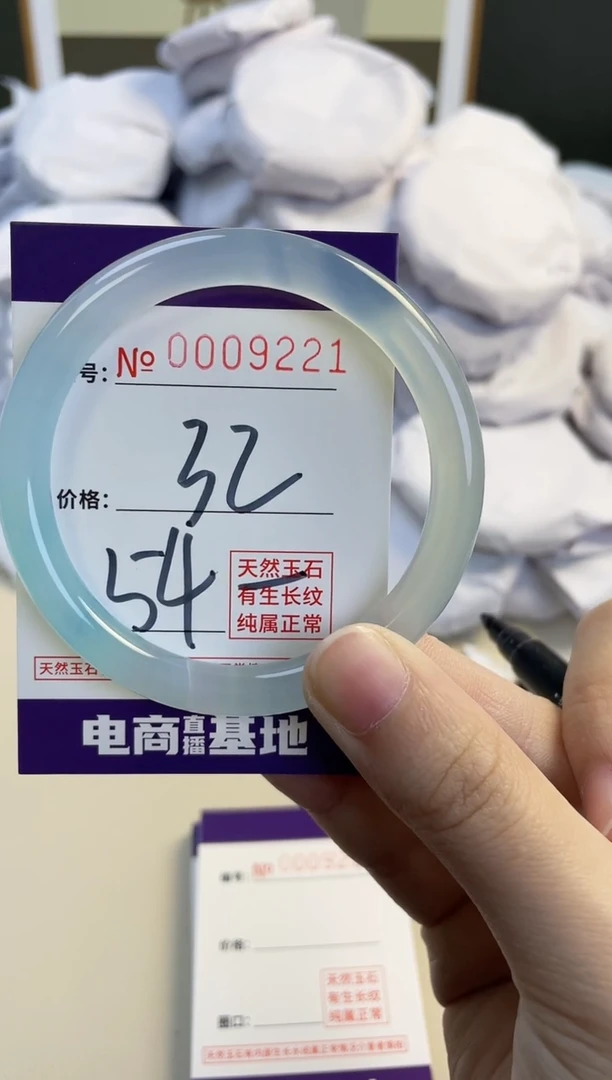 号: № 0009221
价格: 32
54
天然玉石
有生长纹
纯属正常
天然玉石
电商直播基地
№ 00092
价格:
圈口:
天然玉石
有生长纹
纯属正常